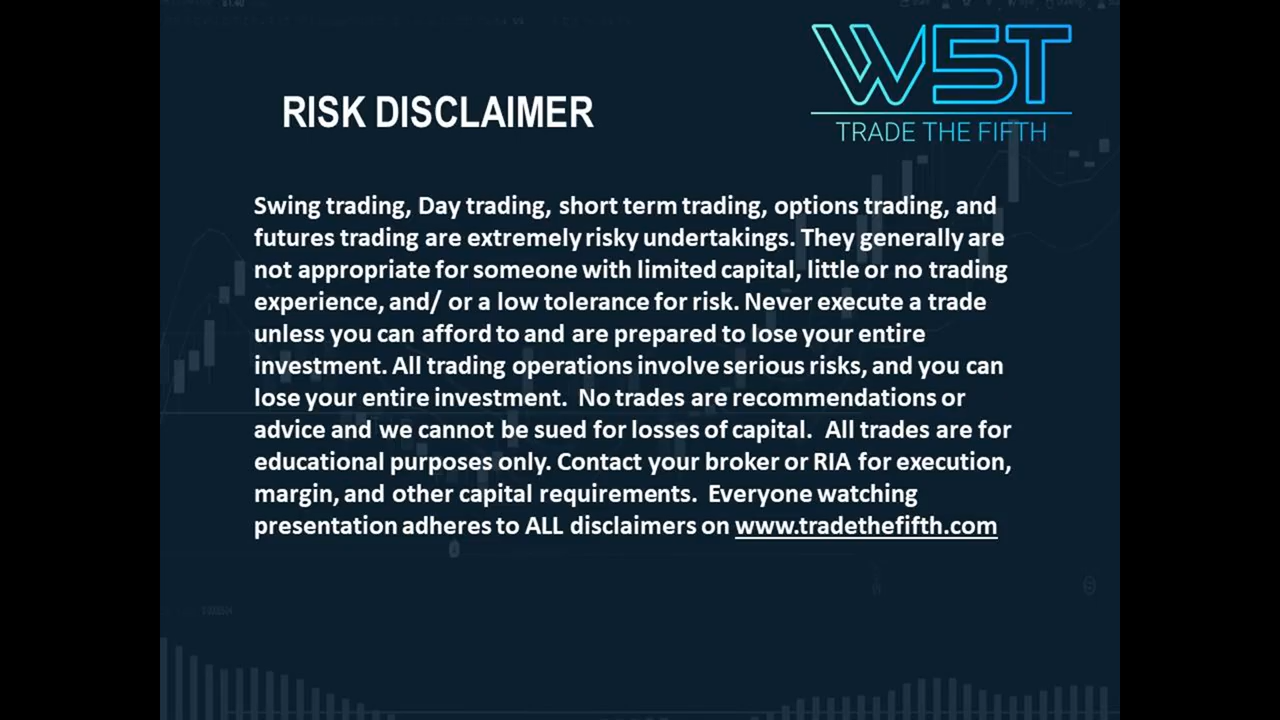 W5T
TRADE THE FIFTH
RISK DISCLAIMER
Swing trading, Day trading, short term trading, options trading, and
futures trading are extremely risky undertakings. They generally are
not appropriate for someone with limited capital, little or no trading
experience, and/ or a low tolerance for risk. Never execute a trade
unless you can afford to and are prepared to lose your entire
investment. All trading operations involve serious risks, and you can
lose your entire investment.  No trades are recommendations or
advice and we cannot be sued for losses of capital.  All trades are for
educational purposes only. Contact your broker or RIA for execution,
margin, and other capital requirements.  Everyone watching
presentation adheres to ALL disclaimers on www.tradethefifth.com